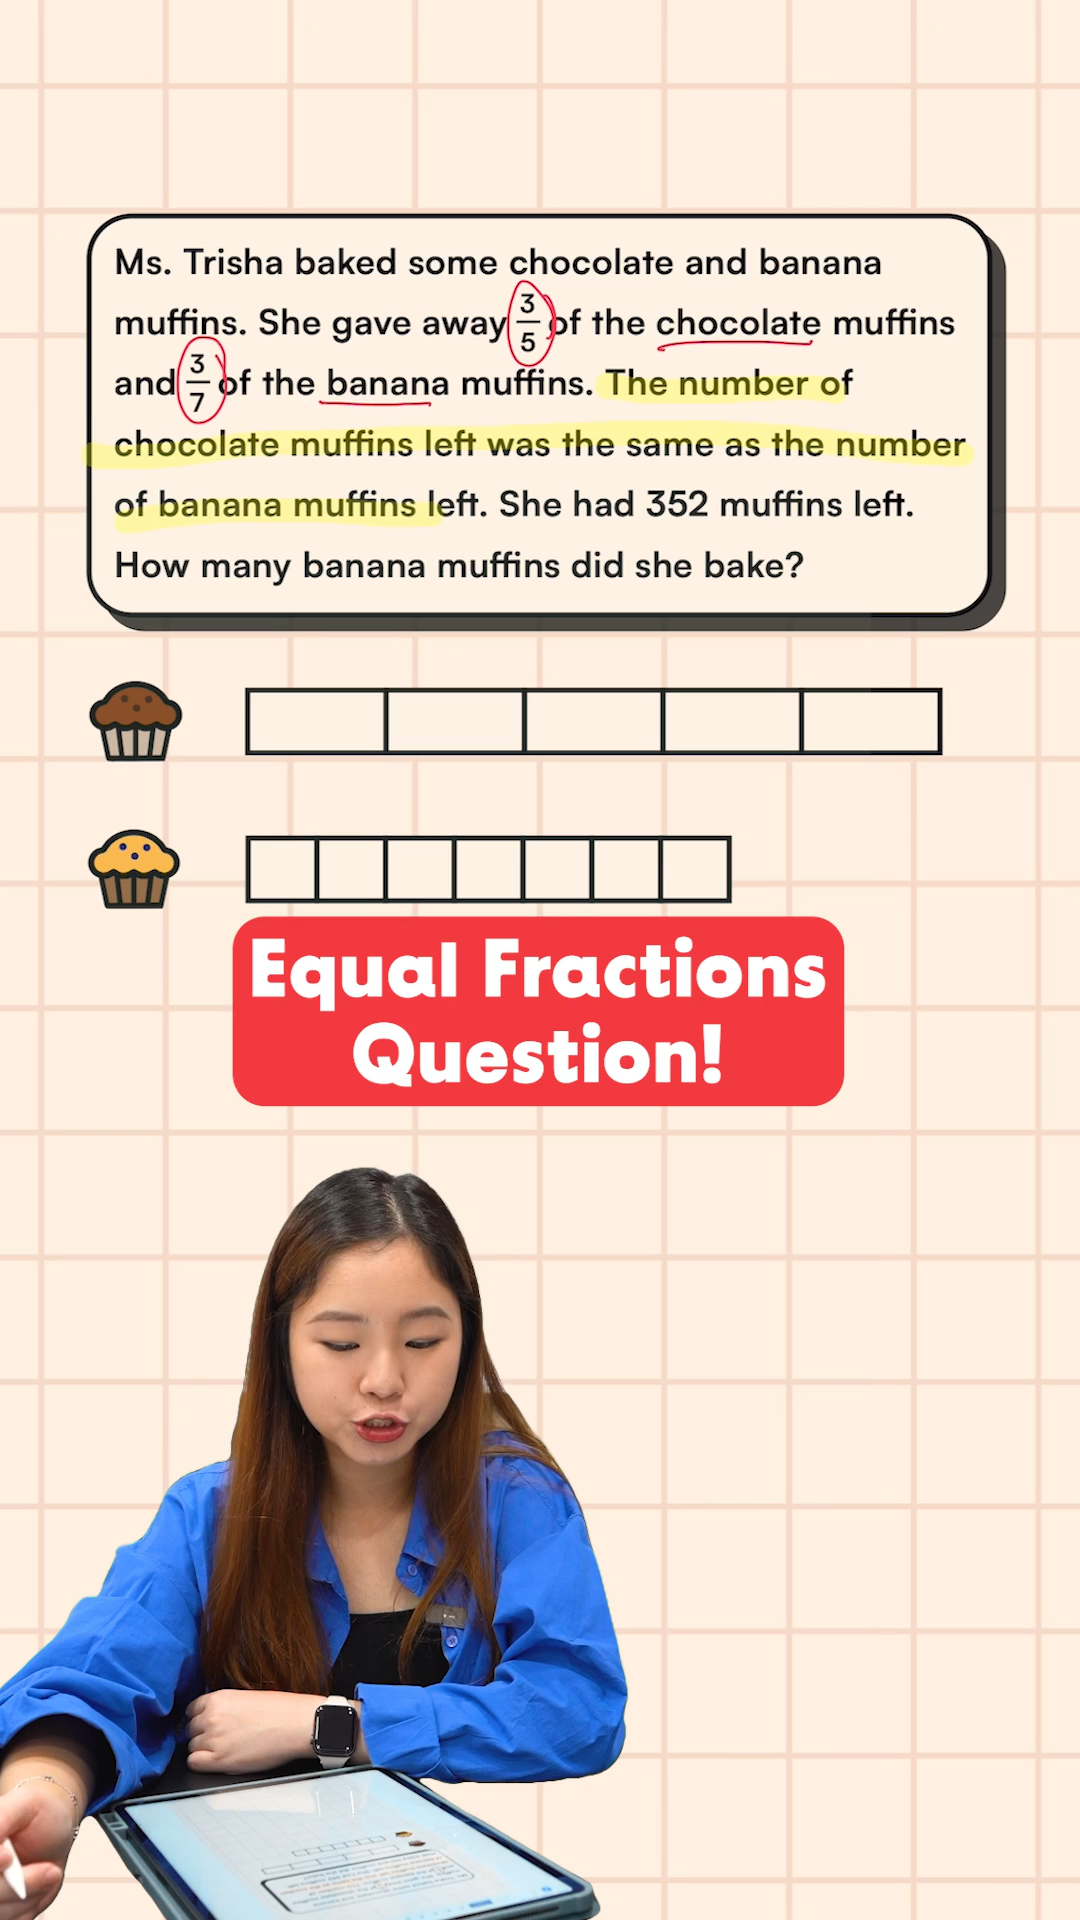 Ms. Trisha baked some chocolate and banana
muffins. She gave away 3/5 of the chocolate muffins
and 3/7 of the banana muffins. The number of
chocolate muffins left was the same as the number
of banana muffins left. She had 352 muffins left.
How many banana muffins did she bake?
Equal Fractions
Question!